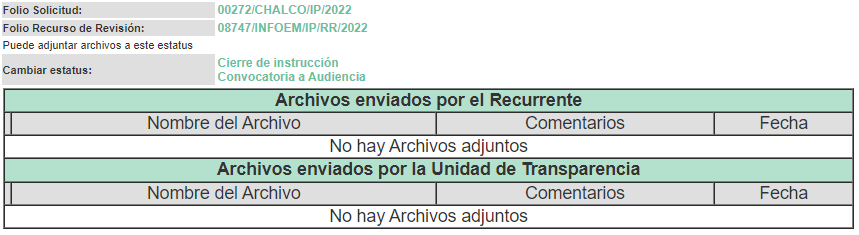 Folio Solicitud: 00272/CHALCO/IP/2022
Folio Recurso de Revisión: 08747/INFOEM/IP/RR/2022
Puede adjuntar archivos a este estatus
Cambiar estatus: Cierre de instrucción
Convocatoria a Audiencia
Archivos enviados por el Recurrente
Nombre del Archivo Comentarios Fecha
No hay Archivos adjuntos
Archivos enviados por la Unidad de Transparencia
Nombre del Archivo Comentarios Fecha
No hay Archivos adjuntos